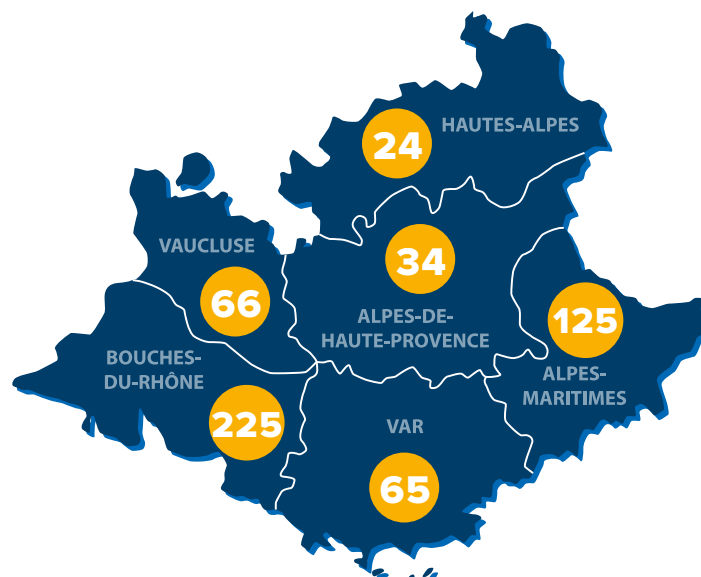 HAUTES-ALPES
24
VAUCLUSE
66
34
ALPES-DE-
HAUTE-PROVENCE
125
ALPES-
MARITIMES
BOUCHES-
DU-RHÔNE
225
VAR
65